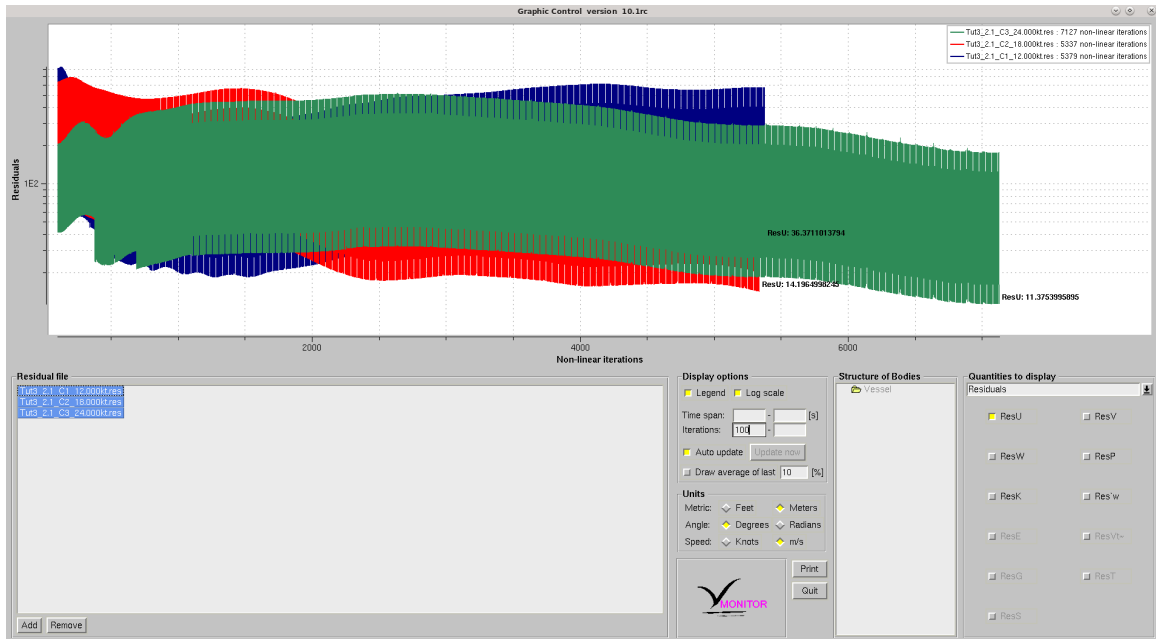 Graphic Control version 10.1rc
Tut3_2.1_C3_24.000kt.res : 7127 non-linear iterations
Tut3_2.1_C2_18.000kt.res : 5337 non-linear iterations
Tut3_2.1_C1_12.000kt.res : 5379 non-linear iterations
Residuals
1E2
ResU: 36.3711013794
ResU: 14.1964998245
ResU: 11.3753995895
2000
4000
6000
Non-linear iterations
Residual file
Tut3_2.1_C1_12.000kt.res
Tut3_2.1_C2_18.000kt.res
Tut3_2.1_C3_24.000kt.res
Add Remove
Display options
Legend Log scale
Time span: - [s]
Iterations: 100 -
Auto update Update now
Draw average of last 10 [%]
Units
Metric: Feet Meters
Angle: Degrees Radians
Speed: Knots m/s
MONITOR
Print
Quit
Structure of Bodies
Vessel
Quantities to display
Residuals
ResU ResV
ResW ResP
ResK Res`w
ResE ResVt+
ResG ResT
ResS